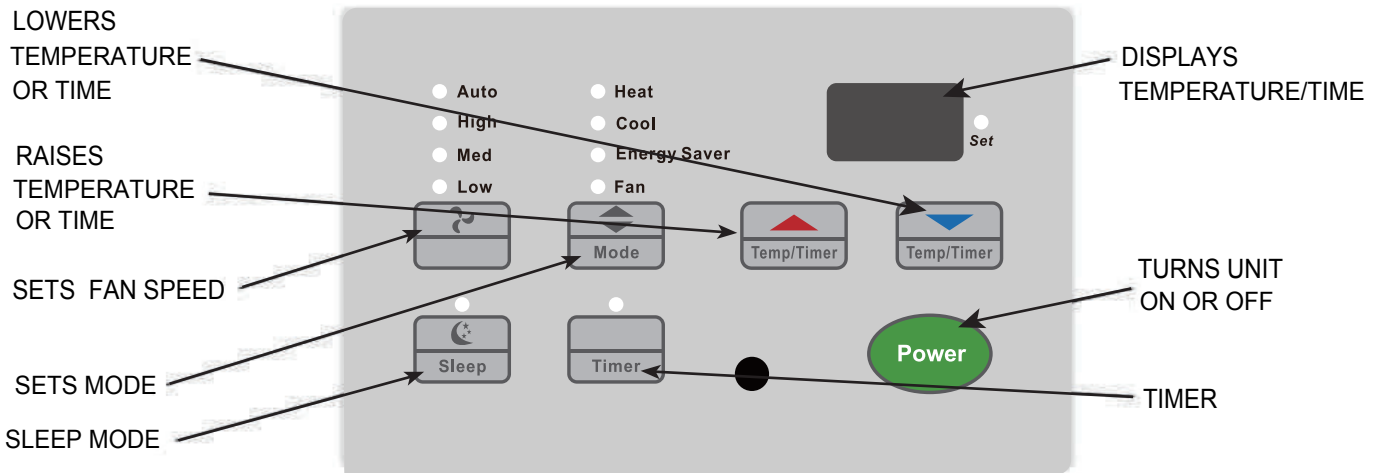 LOWERS
TEMPERATURE
OR TIME
RAISES
TEMPERATURE
OR TIME
SETS FAN SPEED
SETS MODE
SLEEP MODE
Auto
High
Med
Low
Heat
Cool
Energy Saver
Fan
Set
Mode
Temp/Timer
Temp/Timer
Sleep
Timer
Power
DISPLAYS
TEMPERATURE/TIME
TURNS UNIT
ON OR OFF
TIMER